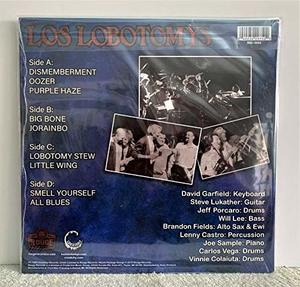 LOS LOBOTOMYS
Side A:
DISMEMBERMENT
OOZER
PURPLE HAZE
Side B:
BIG BONE
JORAINBO
Side C:
LOBOTOMY STEW
LITTLE WING
Side D:
SMELL YOURSELF
ALL BLUES
David Garfield: Keyboard
Steve Lukather: Guitar
Jeff Porcaro: Drums
Will Lee: Bass
Brandon Fields: Alto Sax & Ewi
Lenny Castro: Percussion
Joe Sample: Piano
Carlos Vega: Drums
Vinnie Colaiuta: Drums